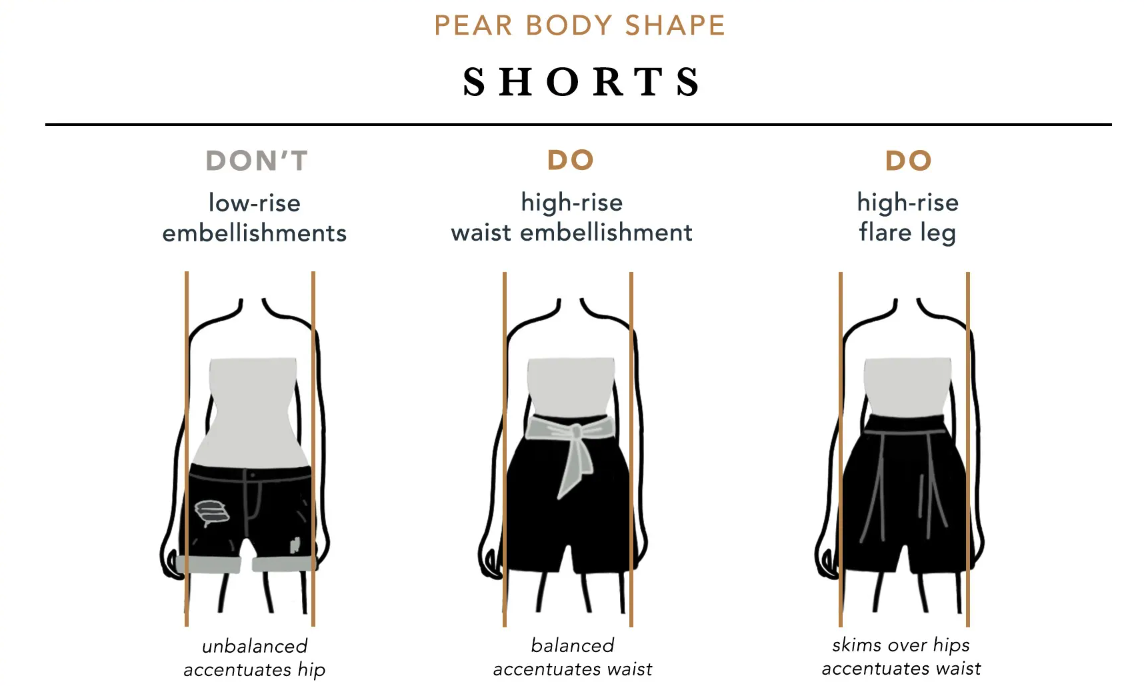 PEAR BODY SHAPE
SHORTS
DON'T
low-rise
embellishments
unbalanced
accentuates hip
DO
high-rise
waist embellishment
balanced
accentuates waist
DO
high-rise
flare leg
skims over hips
accentuates waist